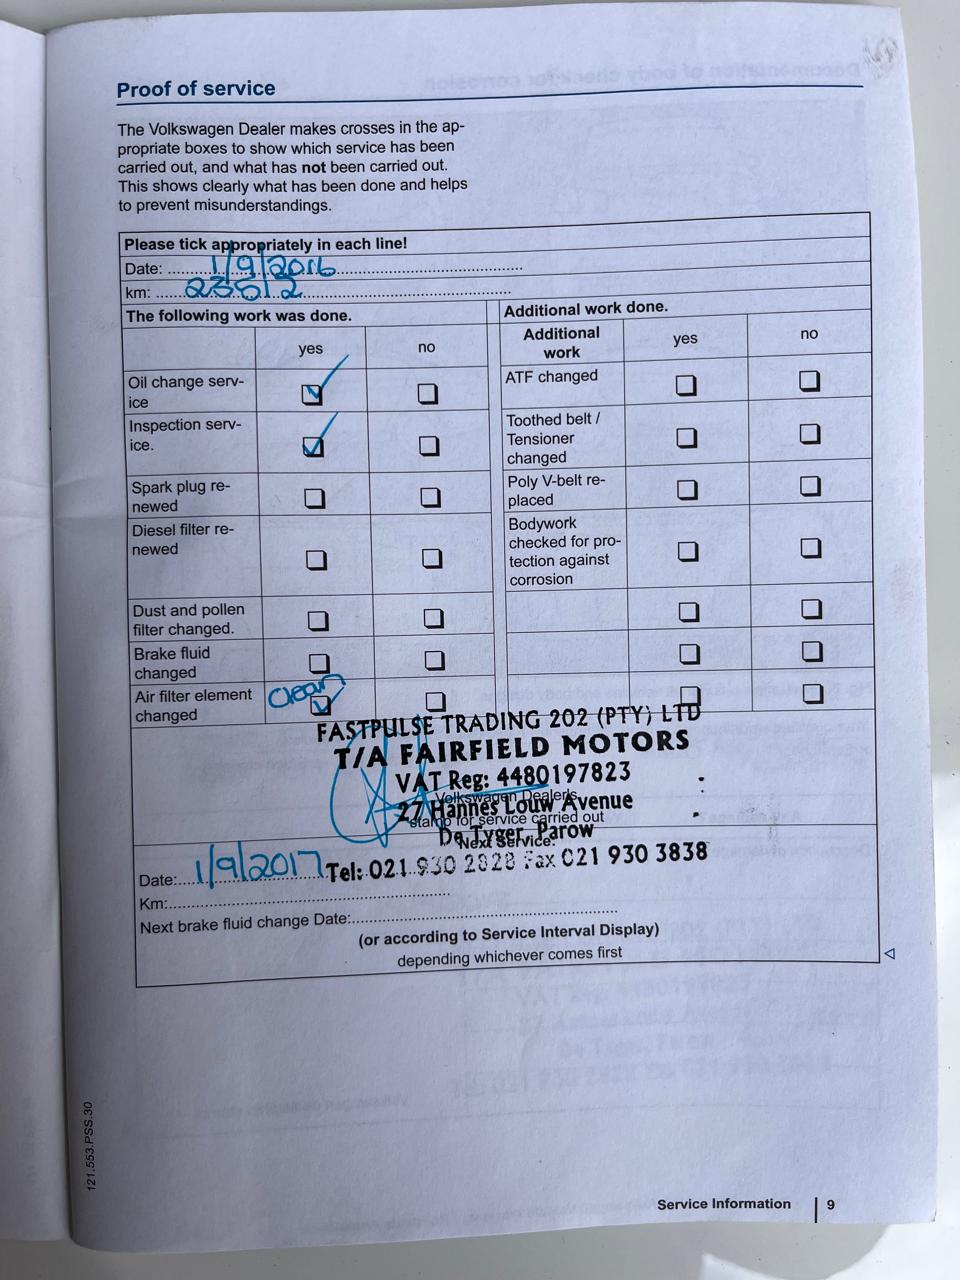 Proof of service
The Volkswagen Dealer makes crosses in the ap-
propriate boxes to show which service has been
carried out, and what has not been carried out.
This shows clearly what has been done and helps
to prevent misunderstandings.
Please tick appropriately in each line!
Date: 1/9/2016
km:
The following work was done.
Additional work done.
yes no
Additional
work
yes no
Oil change serv-
ice
ATF changed
Inspection serv-
ice.
Toothed belt /
Tensioner
changed
Spark plug re-
newed
Poly V-belt re-
placed
Diesel filter re-
newed
Bodywork
checked for pro-
tection against
corrosion
Dust and pollen
filter changed.
Brake fluid
changed
Air filter element
changed
Clean
FASTPULSE TRADING 202 (PTY) LTD
T/A FAIRFIELD MOTORS
VAT Reg: 4480197823
Volkswagen Dealer's
27 Hannes Louw Avenue
stamp for service carried out
De Tyger, Parow
Next Service:
Tel: 021 930 2828 Fax 021 930 3838
Date: 1/9/2017
Km:
Next brake fluid change Date:
(or according to Service Interval Display)
depending whichever comes first
121.553.PSS.30
Service Information 9